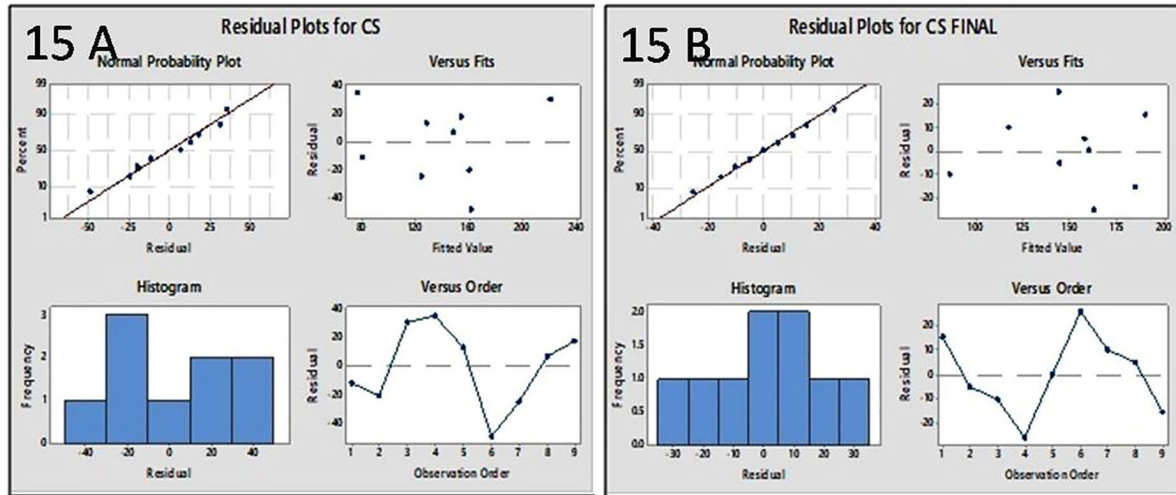 15 A
Residual Plots for CS
Normal Probability Plot
99
90
50
10
1
Percent
-50 -25 0 25 50
Residual
Versus Fits
40
20
0
-20
-40
Residual
80 120 160 200 240
Fitted Value
Histogram
3
2
1
0
Frequency
-40 -20 0 20 40
Residual
Versus Order
40
20
0
-20
-40
Residual
1 2 3 4 5 6 7 8 9
Observation Order
15 B
Residual Plots for CS FINAL
Normal Probability Plot
99
90
50
10
1
Percent
-40 -20 0 20 40
Residual
Versus Fits
20
10
0
-10
-20
Residual
100 125 150 175 200
Fitted Value
Histogram
2.0
1.5
1.0
0.5
0.0
Frequency
-30 -20 -10 0 10 20 30
Residual
Versus Order
20
10
0
-10
-20
Residual
1 2 3 4 5 6 7 8 9
Observation Order